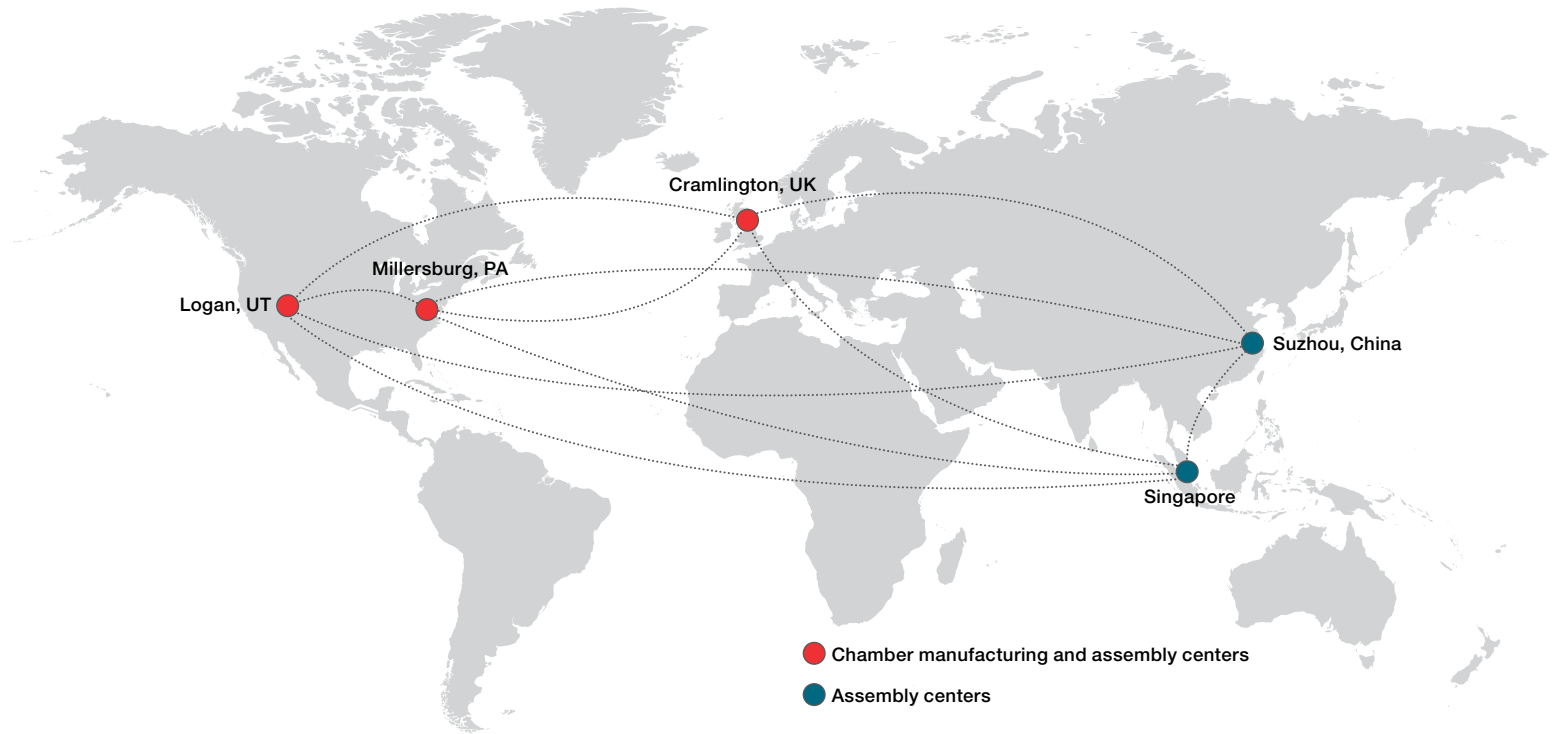 Cramlington, UK
Millersburg, PA
Logan, UT
Suzhou, China
Singapore
Chamber manufacturing and assembly centers
Assembly centers